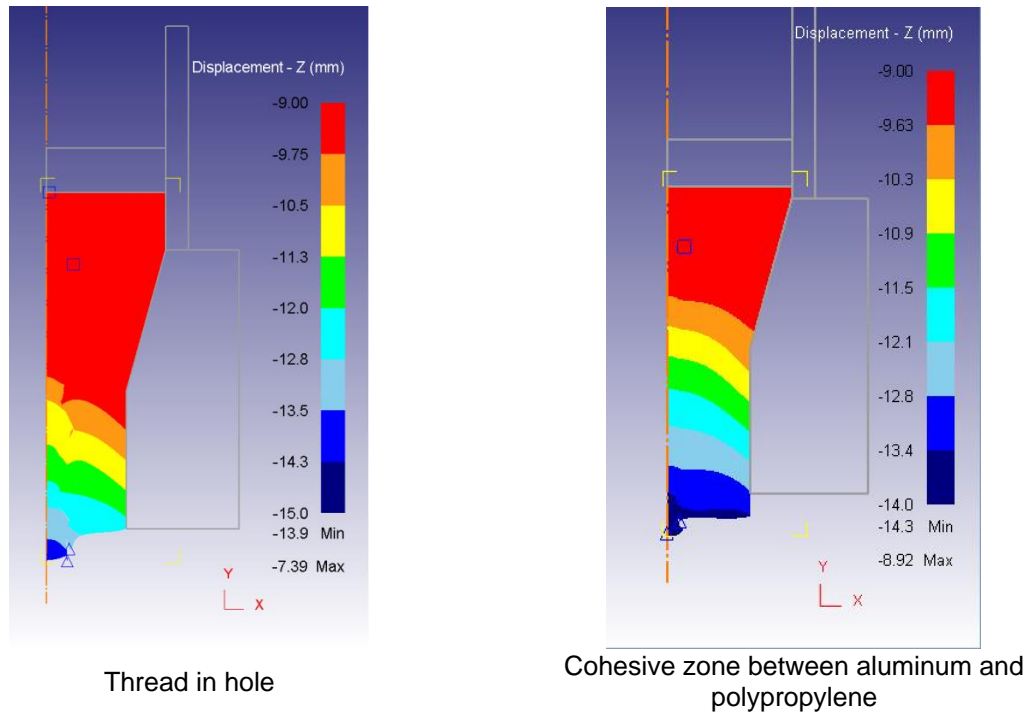 Displacement - Z (mm)
-9.00
-9.75
-10.5
-11.3
-12.0
-12.8
-13.5
-14.3
-15.0
-13.9 Min
-7.39 Max
Y
X
Thread in hole
Displacement - Z (mm)
-9.00
-9.63
-10.3
-10.9
-11.5
-12.1
-12.8
-13.4
-14.0
-14.3 Min
-8.92 Max
Y
X
Cohesive zone between aluminum and
polypropylene